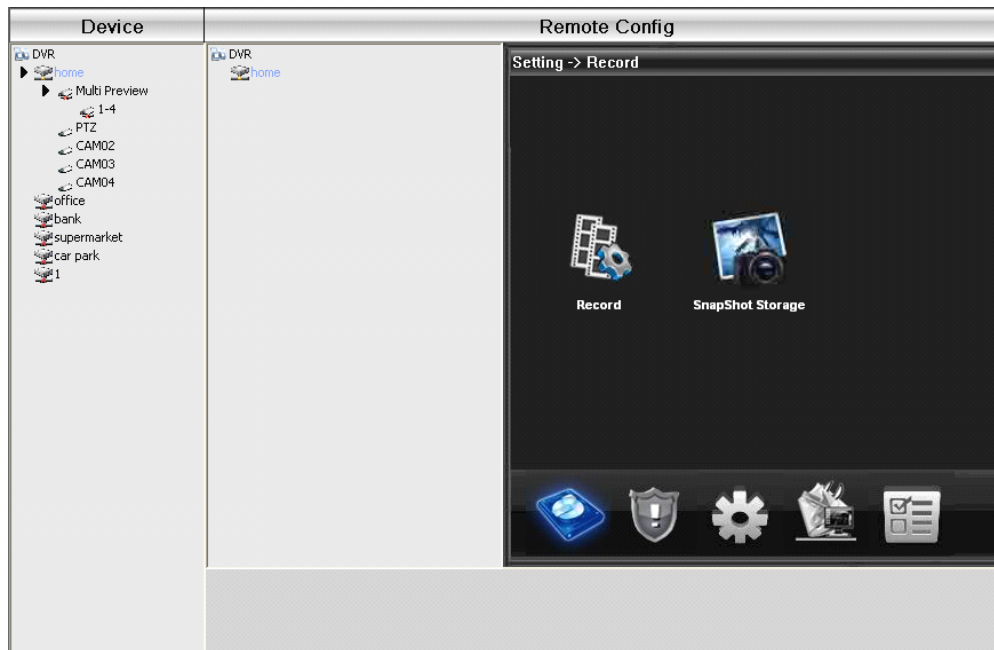 Device
Remote Config
DVR
home
Multi Preview
1-4
PTZ
CAM02
CAM03
CAM04
office
bank
supermarket
car park
1
DVR
home
Setting -> Record
Record
SnapShot Storage